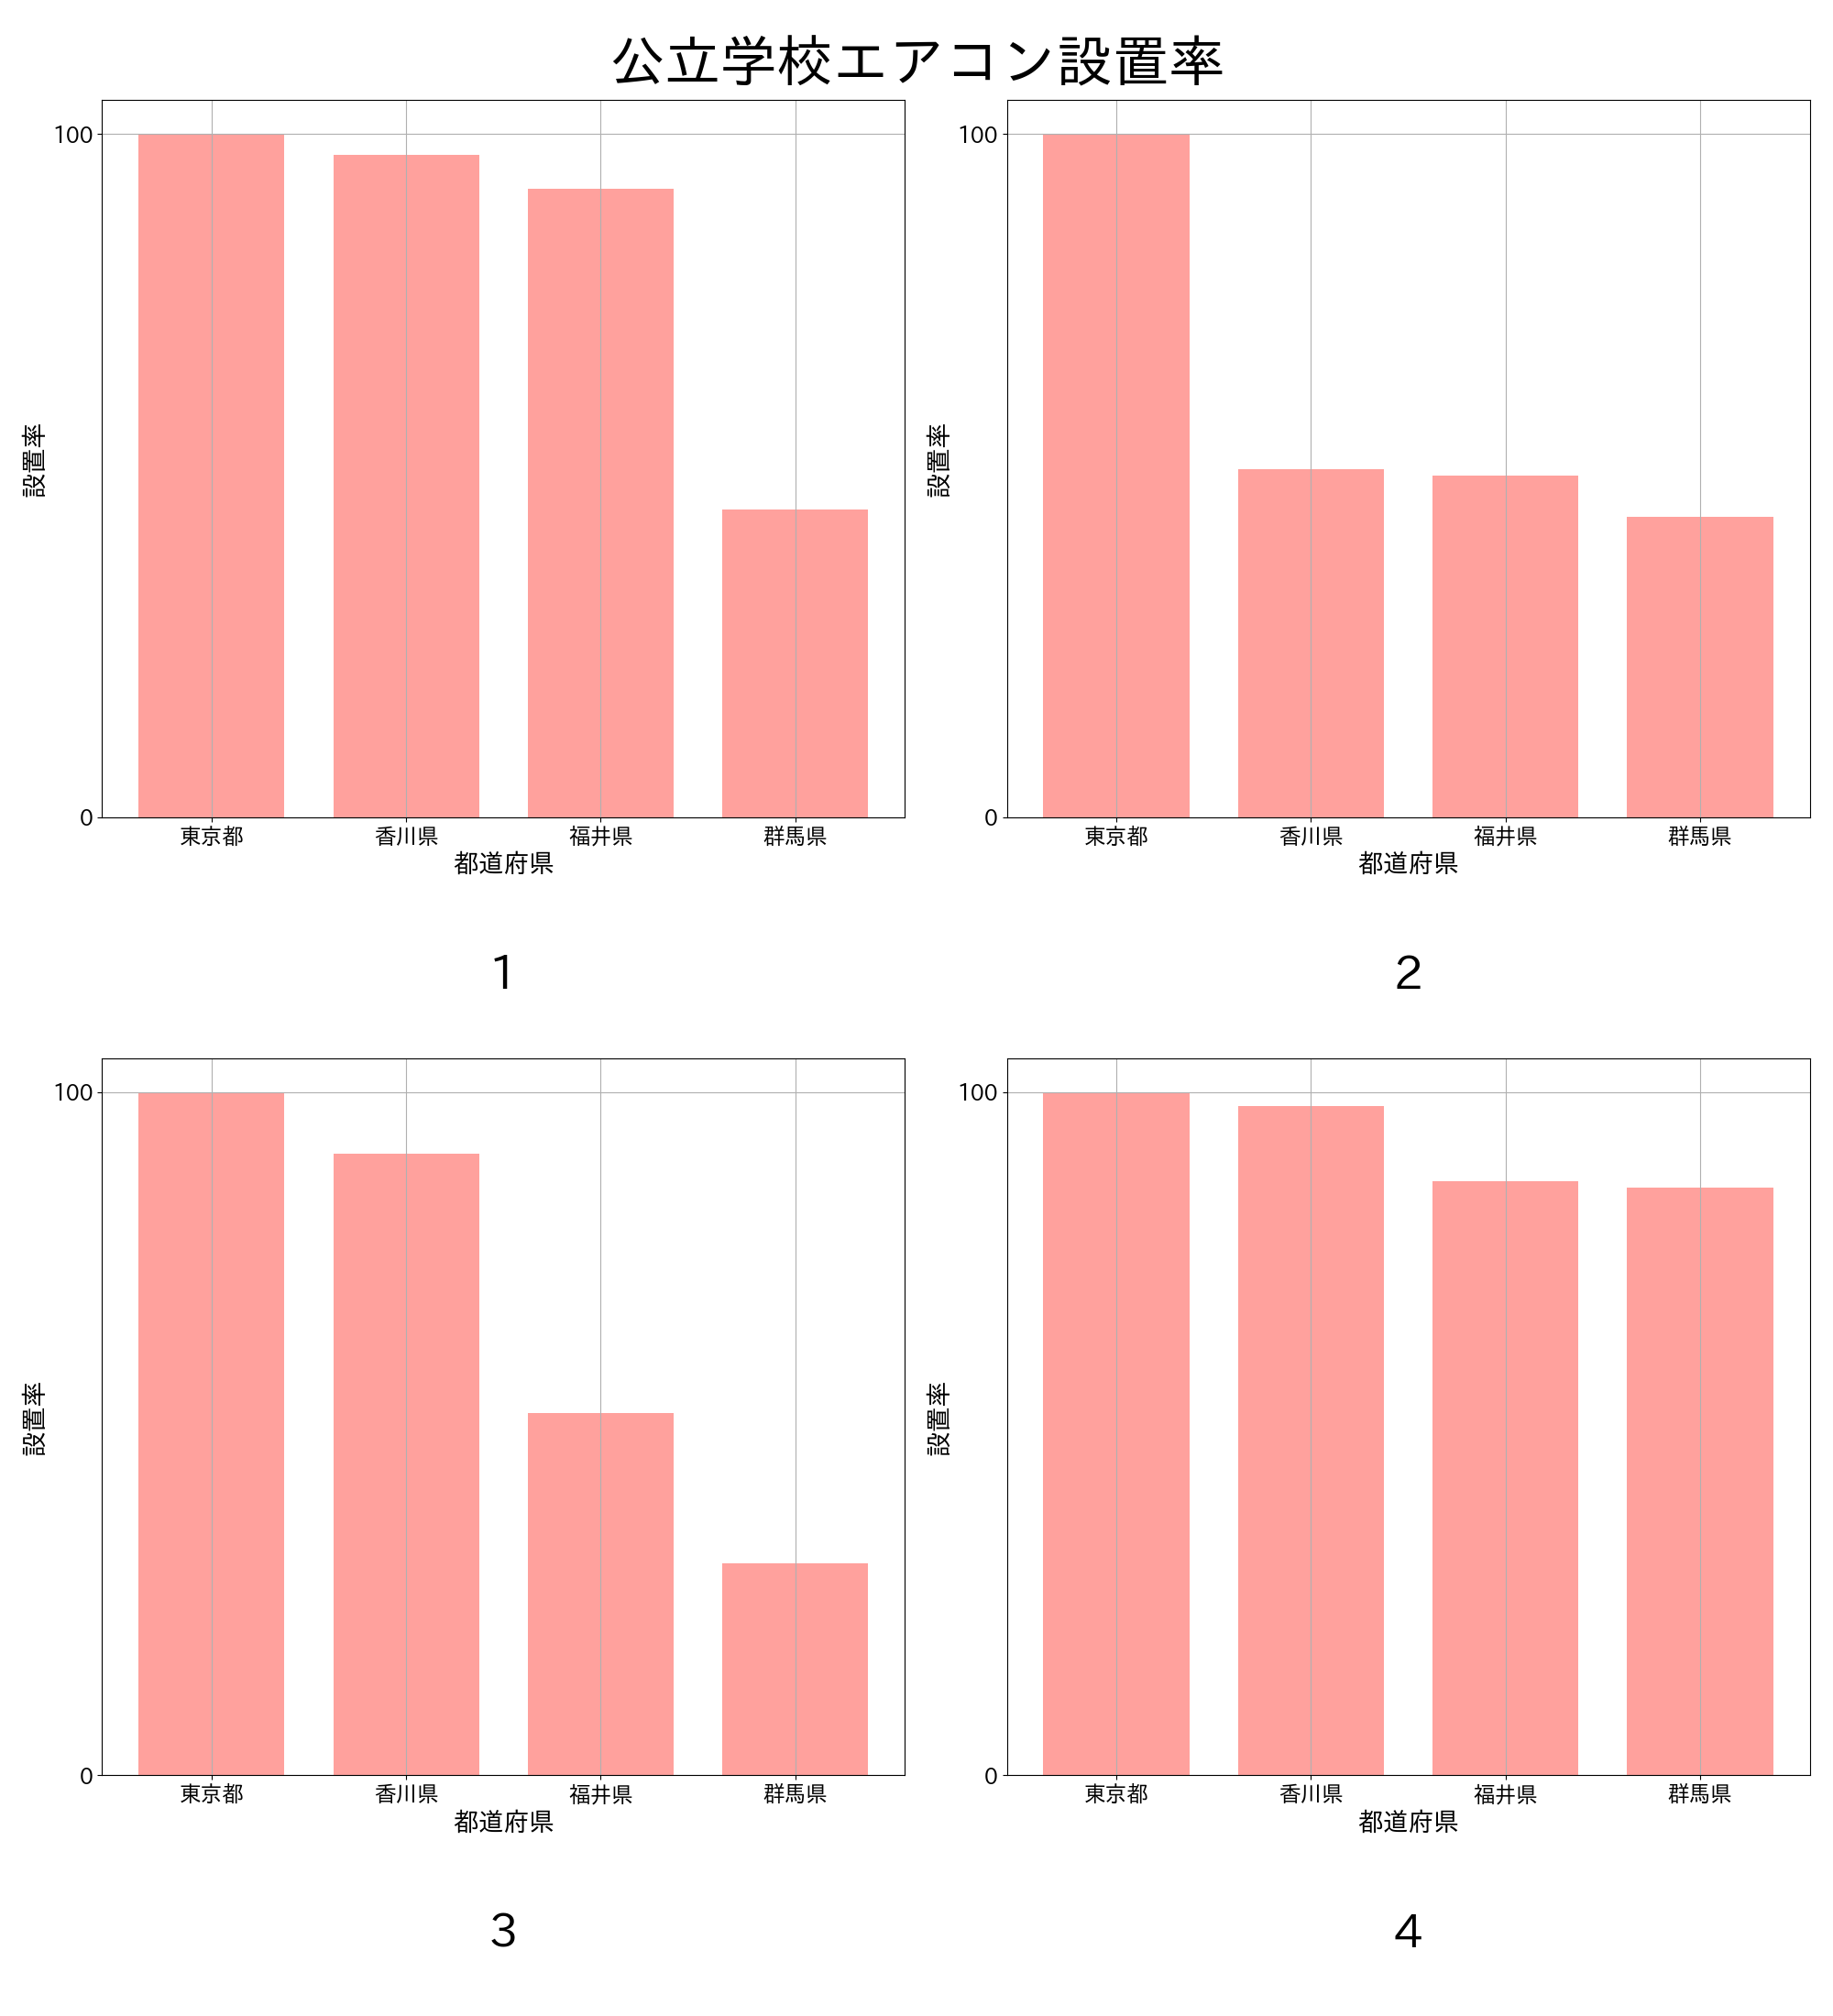 公立学校エアコン設置率
100
0
設置率
東京都 香川県 福井県 群馬県
都道府県
1
100
0
設置率
東京都 香川県 福井県 群馬県
都道府県
2
100
0
設置率
東京都 香川県 福井県 群馬県
都道府県
3
100
0
設置率
東京都 香川県 福井県 群馬県
都道府県
4